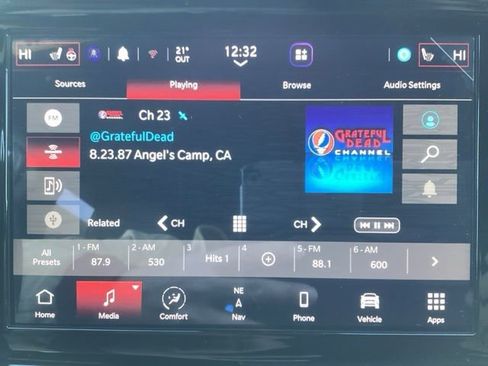 HI
21°
OUT
12:32
HI
Sources
Playing
Browse
Audio Settings
FM
Ch 23
@GratefulDead
8.23.87 Angel's Camp, CA
GRATEFUL
DEAD
CHANNEL
Related
CH
CH
All
Presets
1 - FM
87.9
2 - AM
530
3
Hits 1
4
5 - FM
88.1
6 - AM
600
Home
Media
Comfort
NE
Nav
Phone
Vehicle
Apps